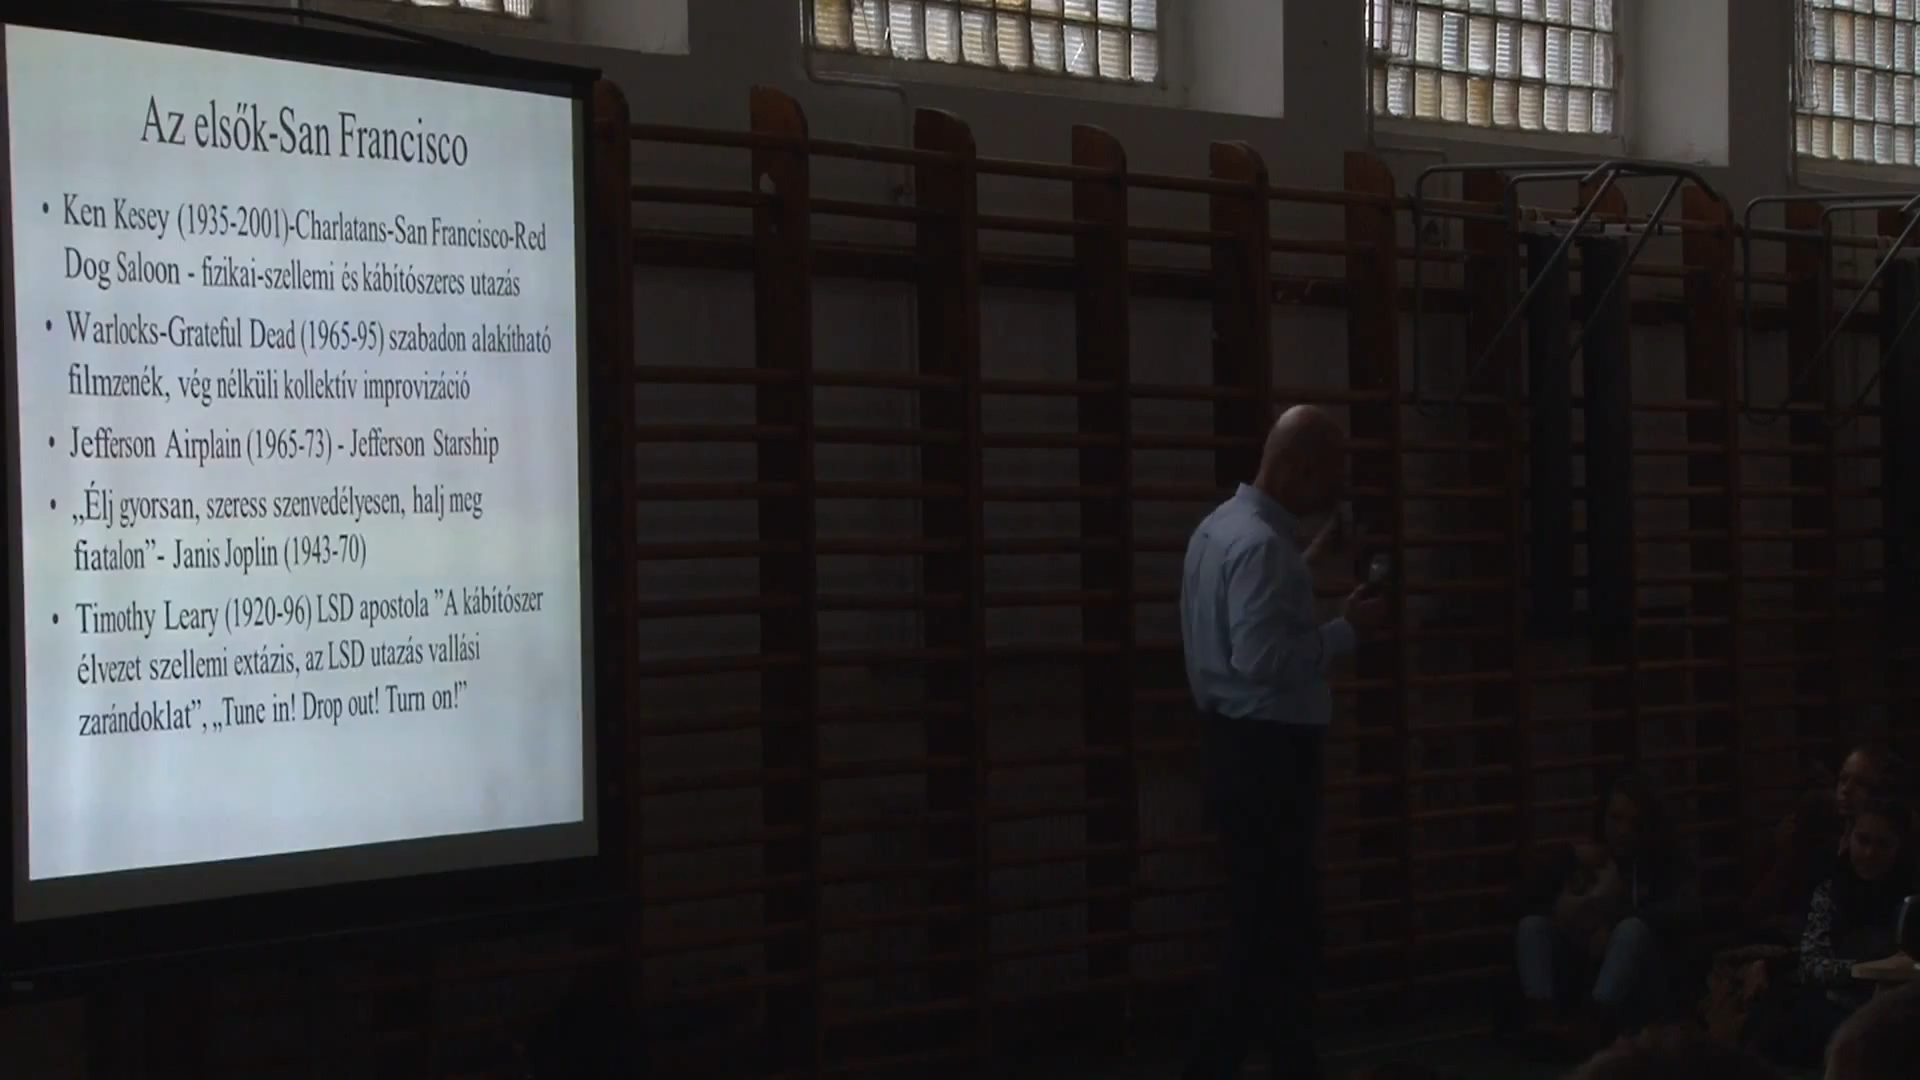 Az elsők-San Francisco
• Ken Kesey (1935-2001)-Charlatans-San Francisco-Red
Dog Saloon - fizikai-szellemi és kábítószeres utazás
• Warlocks-Grateful Dead (1965-95) szabadon alakítható
filmzenék, vég nélküli kollektív improvizáció
• Jefferson Airplain (1965-73) - Jefferson Starship
• „Élj gyorsan, szeress szenvedélyesen, halj meg
fiatalon”- Janis Joplin (1943-70)
• Timothy Leary (1920-96) LSD apostola ”A kábítószer
élvezet szellemi extázis, az LSD utazás vallási
zarándoklat”, „Tune in! Drop out! Turn on!”